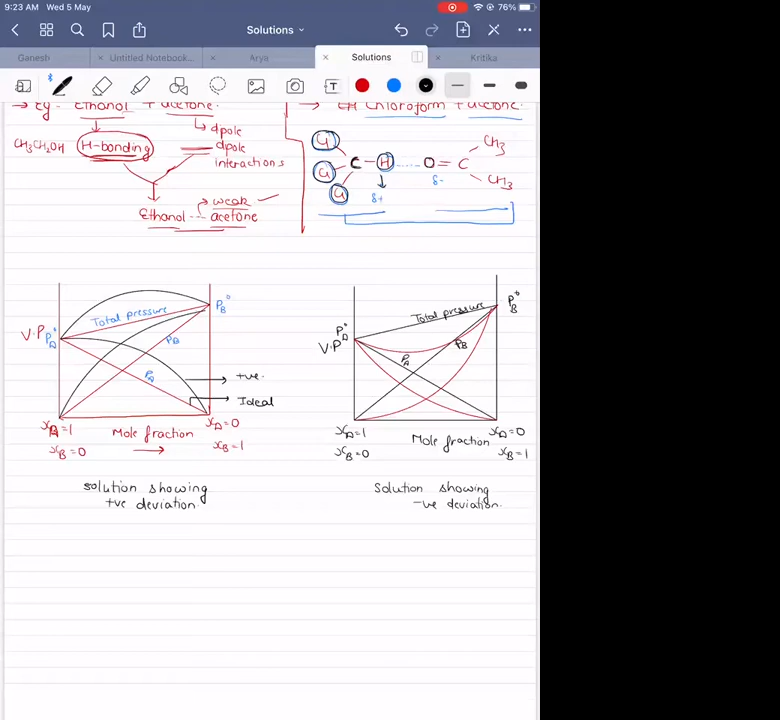 9:23 AM Wed 5 May
76%
Solutions
Ganesh
Untitled Notebook...
Arya
Solutions
Kritika
→ Eg- Ethanol + acetone.
CH3CH2OH
H-bonding
dpole
dpole
interactions
weak
Ethanol ... acetone
→ Chloroform + acetone
Cl
Cl
Cl
C - H ...... O = C
CH3
CH3
δ+
δ-
V.P PA°
Total pressure
PB°
PB
PA
+ve.
Ideal
xA=1
xB=0
Mole fraction
→
xA=0
xB=1
Solution showing
+ve deviation.
PA°
V.P
Total pressure
PB°
PA
PB
xA=1
xB=0
Mole fraction
xA=0
xB=1
Solution showing
-ve deviation.